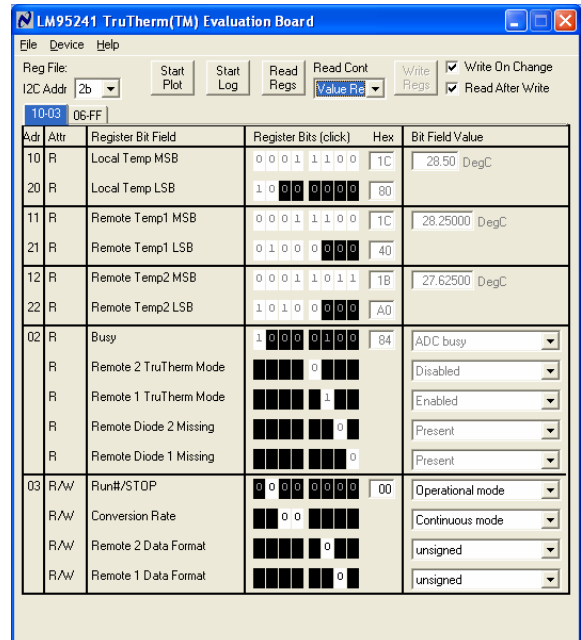 LM95241 TruTherm(TM) Evaluation Board
File Device Help
Reg File: Start Plot Start Log Read Regs Read Cont Write Regs Write On Change
I2C Addr 2b Value Re Read After Write
10-03 06-FF
Adr Attr Register Bit Field Register Bits (click) Hex Bit Field Value
10 R Local Temp MSB 0 0 0 1 1 1 0 0 1C 28.50 DegC
20 R Local Temp LSB 1 0 0 0 0 0 0 0 80
11 R Remote Temp1 MSB 0 0 0 1 1 1 0 0 1C 28.25000 DegC
21 R Remote Temp1 LSB 0 1 0 0 0 0 0 0 40
12 R Remote Temp2 MSB 0 0 0 1 1 0 1 1 1B 27.62500 DegC
22 R Remote Temp2 LSB 1 0 1 0 0 0 0 0 A0
02 R Busy 1 0 0 0 0 1 0 0 84 ADC busy
R Remote 2 TruTherm Mode 0 Disabled
R Remote 1 TruTherm Mode 1 Enabled
R Remote Diode 2 Missing 0 Present
R Remote Diode 1 Missing 0 Present
03 R/W Run#/STOP 0 0 0 0 0 0 0 0 00 Operational mode
R/W Conversion Rate 0 0 Continuous mode
R/W Remote 2 Data Format 0 unsigned
R/W Remote 1 Data Format 0 unsigned